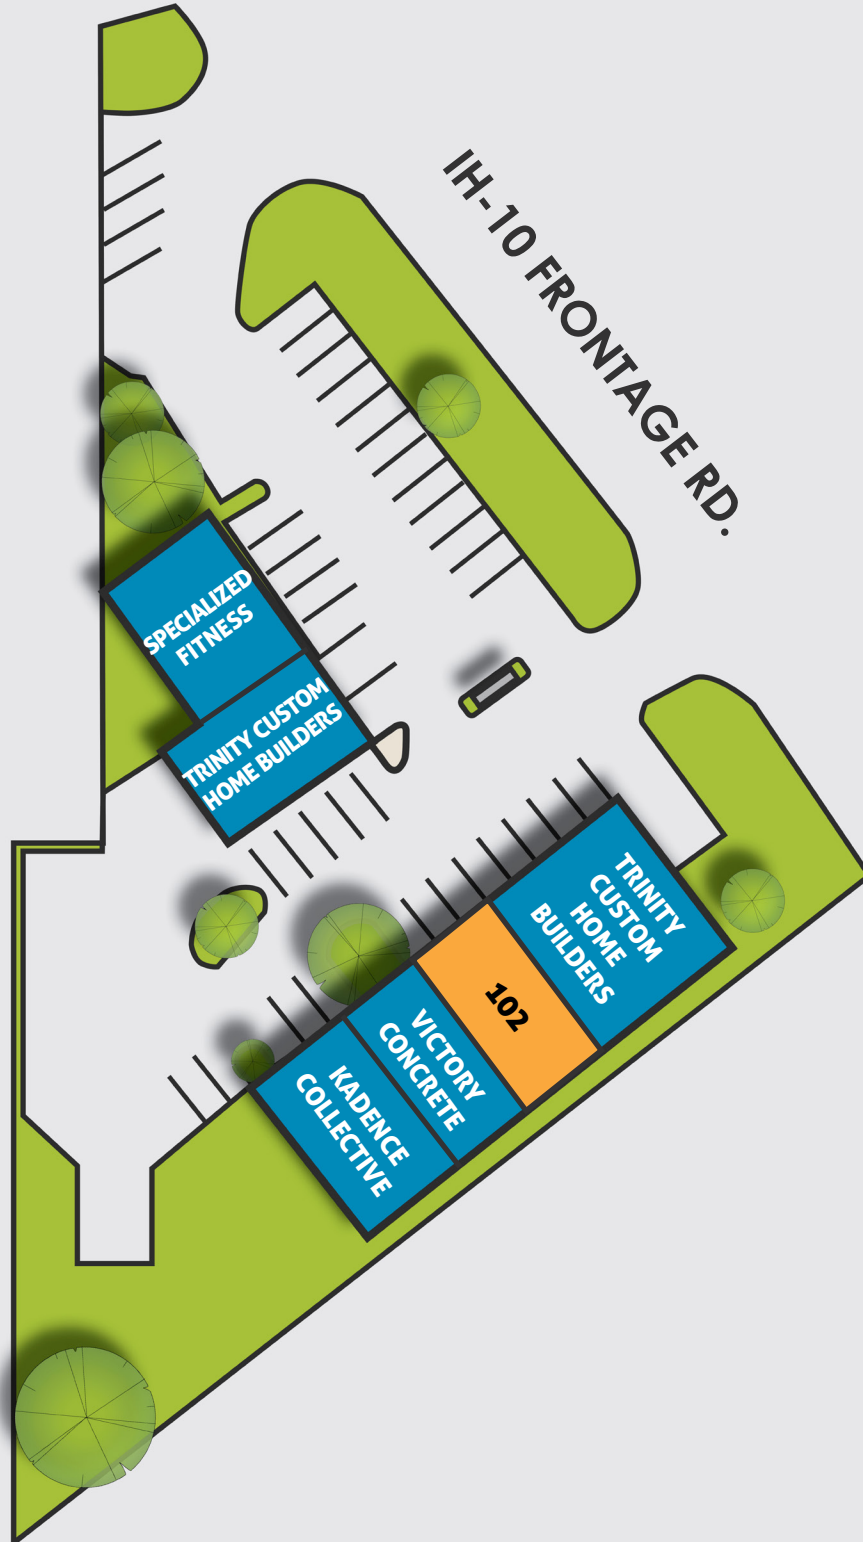 IH-10 FRONTAGE RD.
SPECIALIZED
FITNESS
TRINITY CUSTOM
HOME BUILDERS
TRINITY
CUSTOM
HOME
BUILDERS
102
VICTORY
CONCRETE
KADENCE
COLLECTIVE